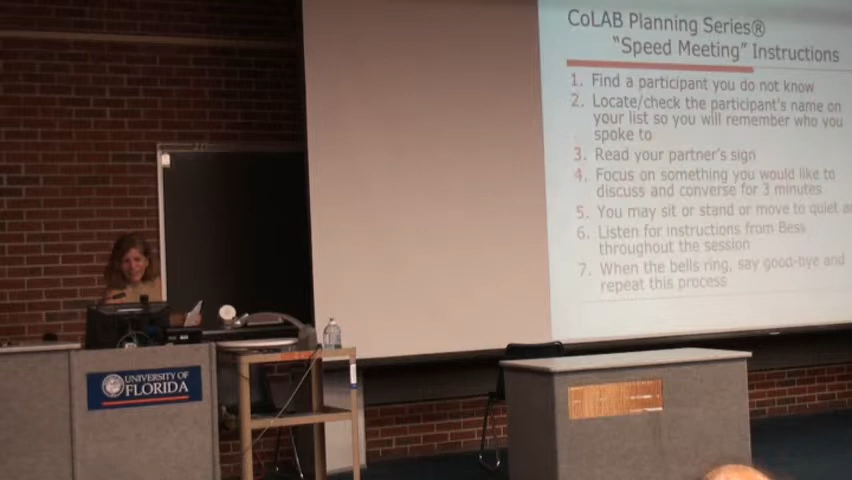 CoLAB Planning Series®
"Speed Meeting" Instructions
1. Find a participant you do not know
2. Locate/check the participant's name on
your list so you will remember who you
spoke to
3. Read your partner's sign
4. Focus on something you would like to
discuss and converse for 3 minutes
5. You may sit or stand or move to quiet
6. Listen for instructions from Bess
throughout the session
7. When the bells ring, say good-bye and
repeat this process
UNIVERSITY OF
FLORIDA